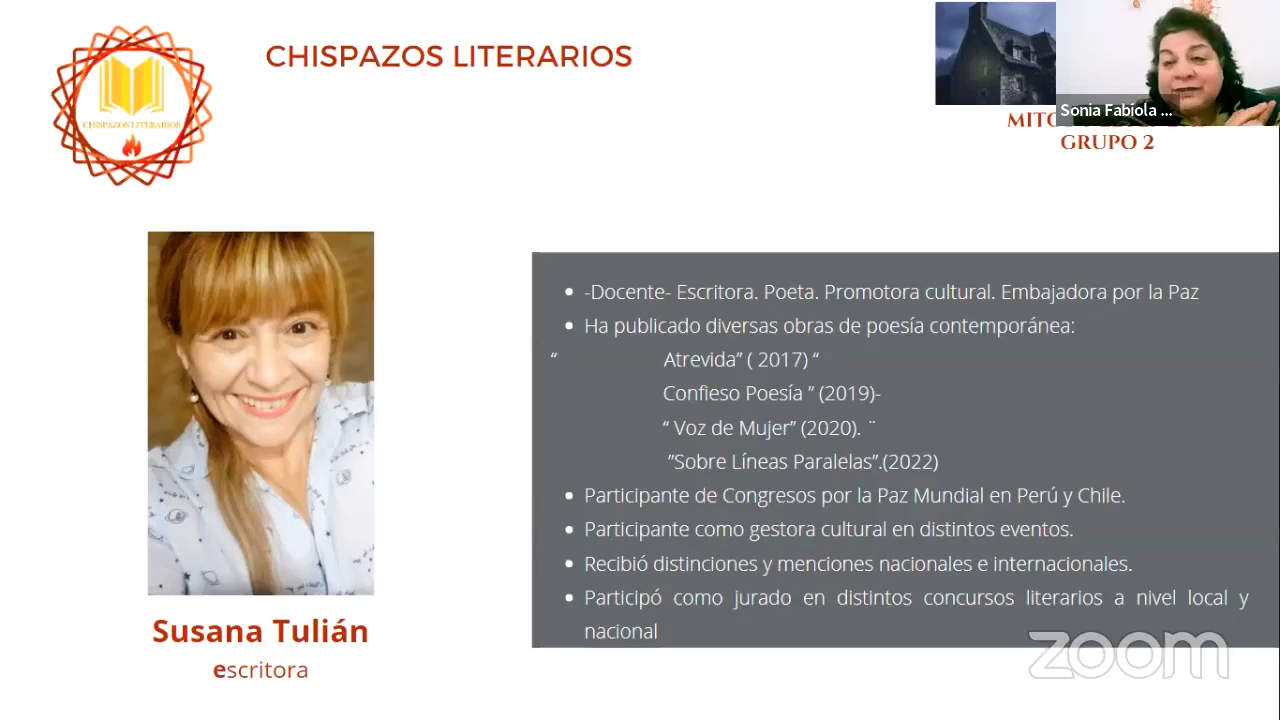 CHISPAZOS LITERARIOS
CHISPAZOS LITERARIOS
Sonia Fabiola ...
GRUPO 2
-Docente- Escritora. Poeta. Promotora cultural. Embajadora por la Paz
Ha publicado diversas obras de poesía contemporánea:
“ Atrevida” ( 2017) “
Confieso Poesía ” (2019)-
“ Voz de Mujer” (2020). ¨
”Sobre Líneas Paralelas”.(2022)
Participante de Congresos por la Paz Mundial en Perú y Chile.
Participante como gestora cultural en distintos eventos.
Recibió distinciones y menciones nacionales e internacionales.
Participó como jurado en distintos concursos literarios a nivel local y
nacional
Susana Tulián
escritora
zoom